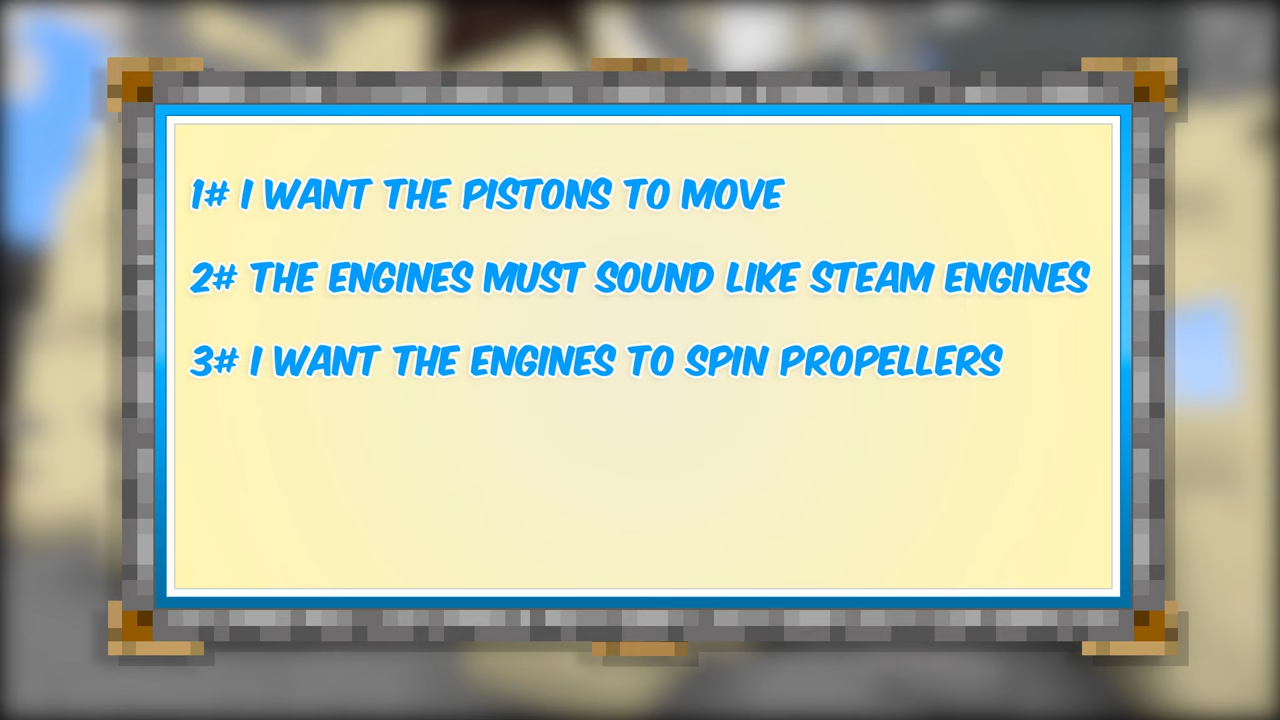 1# I WANT THE PISTONS TO MOVE
2# THE ENGINES MUST SOUND LIKE STEAM ENGINES
3# I WANT THE ENGINES TO SPIN PROPELLERS